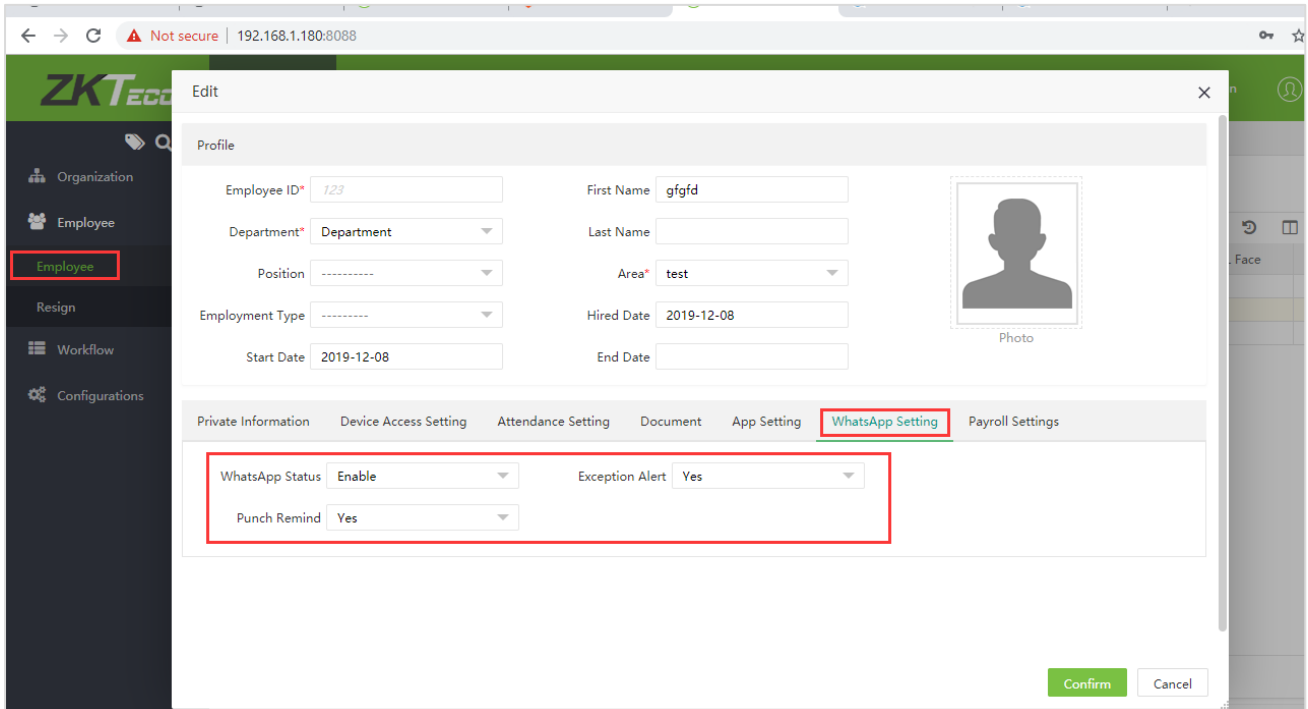 Not secure | 192.168.1.180:8088
ZKTeco
Edit
Profile
Organization
Employee
Employee
Resign
Workflow
Configurations
Employee ID* 123
First Name gfgfd
Department* Department
Last Name
Position ----------
Area* test
Employment Type ---------
Hired Date 2019-12-08
Start Date 2019-12-08
End Date
Photo
Face
Private Information Device Access Setting Attendance Setting Document App Setting WhatsApp Setting Payroll Settings
WhatsApp Status Enable
Exception Alert Yes
Punch Remind Yes
Confirm Cancel